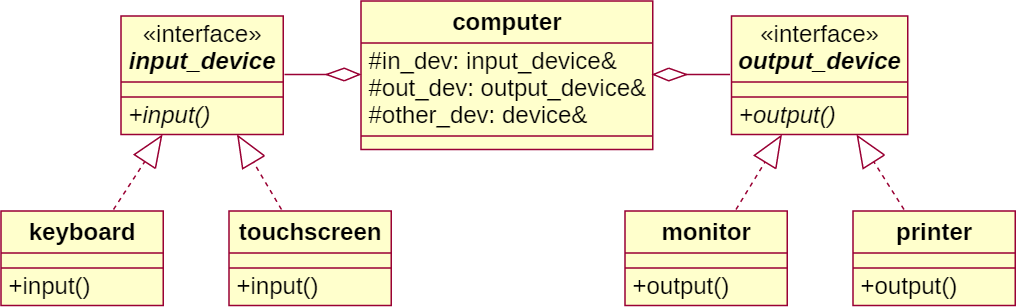 «interface»
input_device
+input()
computer
#in_dev: input_device&
#out_dev: output_device&
#other_dev: device&
«interface»
output_device
+output()
keyboard
+input()
touchscreen
+input()
monitor
+output()
printer
+output()